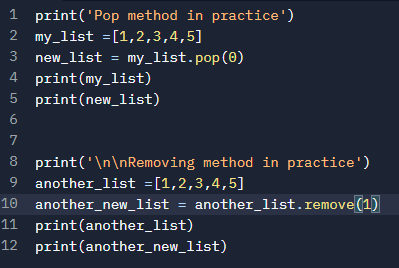 1 print('Pop method in practice')
2 my_list =[1,2,3,4,5]
3 new_list = my_list.pop(0)
4 print(my_list)
5 print(new_list)
6
7
8 print('\n\nRemoving method in practice')
9 another_list =[1,2,3,4,5]
10 another_new_list = another_list.remove(1)
11 print(another_list)
12 print(another_new_list)